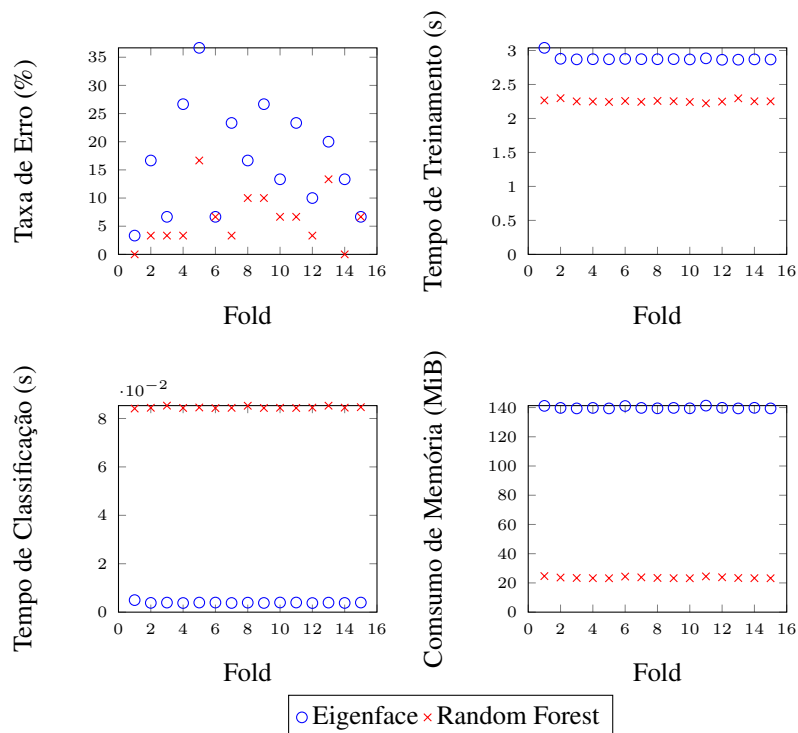 Taxa de Erro (%)
35
30
25
20
15
10
5
0
0 2 4 6 8 10 12 14 16
Fold
Tempo de Treinamento (s)
3
2.5
2
1.5
1
0.5
0
0 2 4 6 8 10 12 14 16
Fold
Tempo de Classificação (s)
·10−2
8
6
4
2
0
0 2 4 6 8 10 12 14 16
Fold
Comsumo de Memória (MiB)
140
120
100
80
60
40
20
0
0 2 4 6 8 10 12 14 16
Fold
Eigenface Random Forest